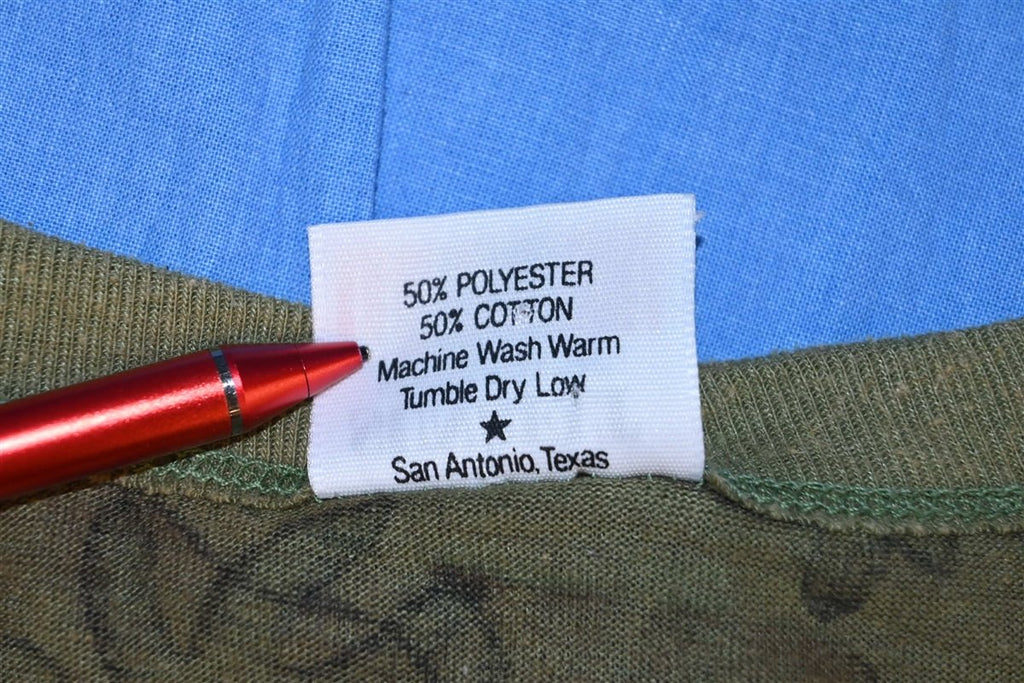 50% POLYESTER
50% COTTON
Machine Wash Warm
Tumble Dry Low
San Antonio, Texas